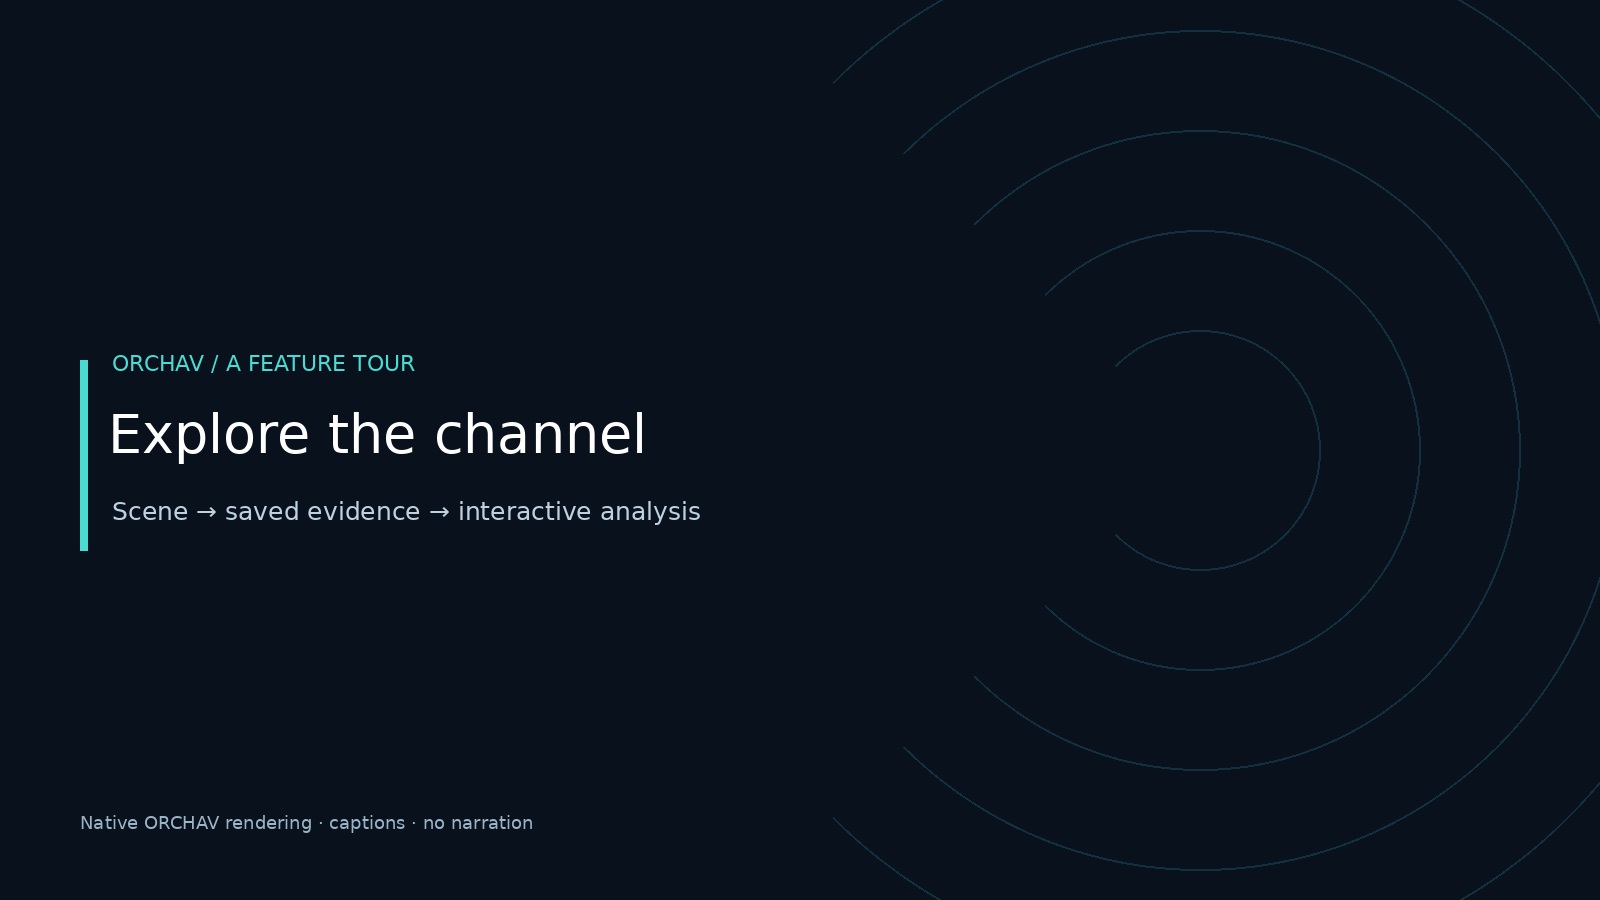 ORCHAV / A FEATURE TOUR
Explore the channel
Scene → saved evidence → interactive analysis
Native ORCHAV rendering · captions · no narration